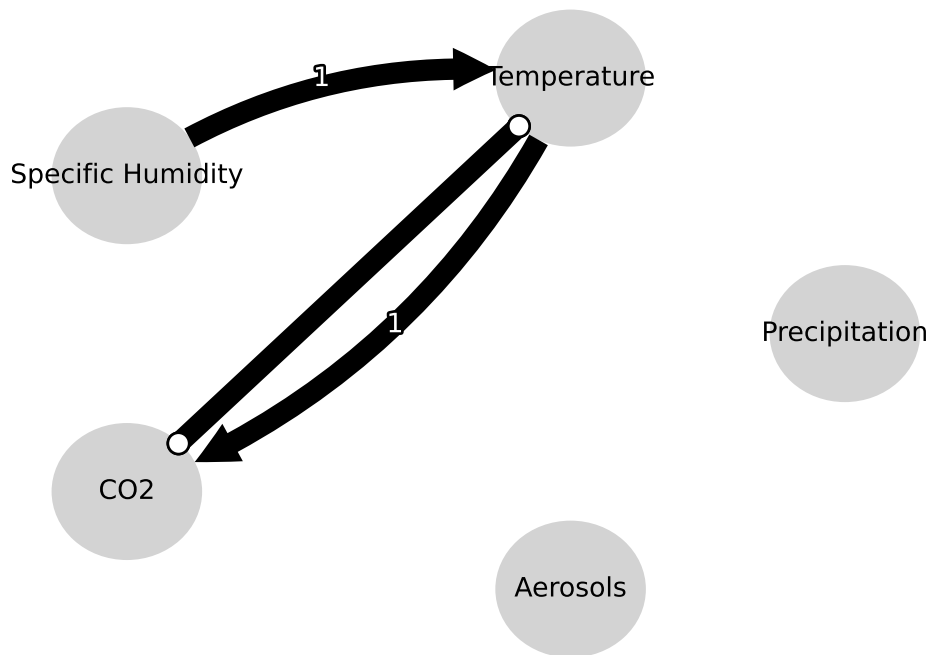 Temperature
1
Specific Humidity
1
Precipitation
CO2
Aerosols